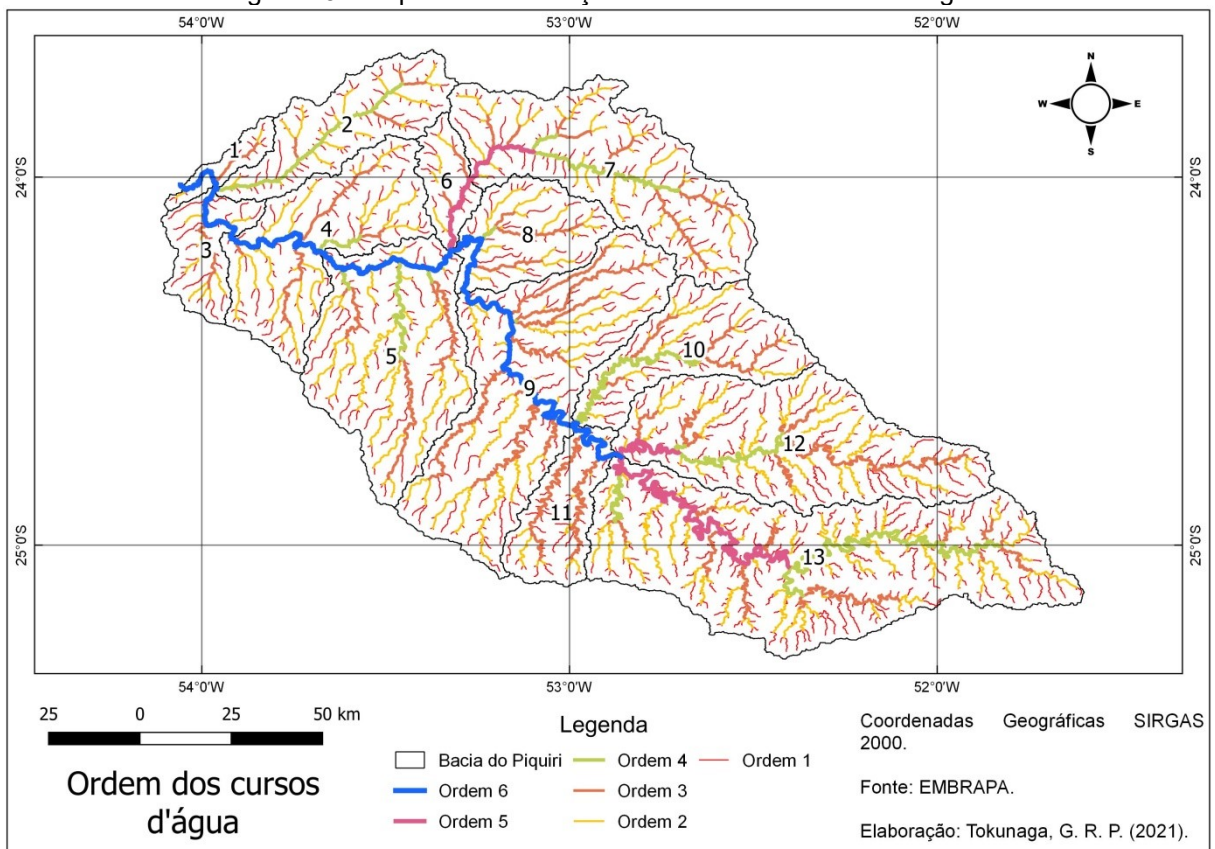 54°0'W 53°0'W 52°0'W
N
W E
S
24°0'S 24°0'S
25°0'S 25°0'S
1
2
3
4
5
6
7
8
9
10
11
12
13
54°0'W 53°0'W 52°0'W
25 0 25 50 km
Ordem dos cursos
d'água
Legenda
Bacia do Piquiri Ordem 4 Ordem 1
Ordem 6 Ordem 3
Ordem 5 Ordem 2
Coordenadas Geográficas SIRGAS
2000.
Fonte: EMBRAPA.
Elaboração: Tokunaga, G. R. P. (2021).